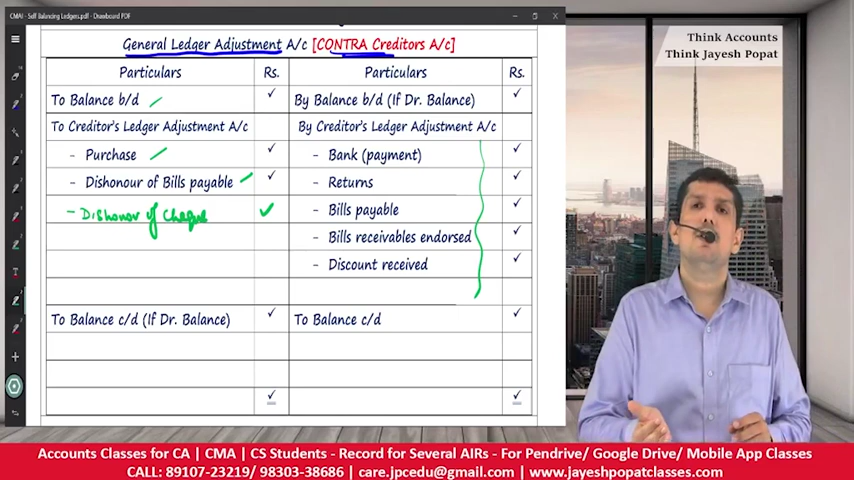 CMAI - Self Balancing Ledgers.pdf - Drawboard PDF
Think Accounts
Think Jayesh Popat
General Ledger Adjustment A/c [CONTRA Creditors A/c]
Particulars Rs. Particulars Rs.
To Balance b/d ✓ By Balance b/d (If Dr. Balance) ✓
To Creditor's Ledger Adjustment A/c By Creditor's Ledger Adjustment A/c
- Purchase ✓ - Bank (payment) ✓
- Dishonour of Bills payable ✓ - Returns ✓
- Dishonor of cheque ✓ - Bills payable ✓
- Bills receivables endorsed ✓
- Discount received ✓
To Balance c/d (If Dr. Balance) ✓ To Balance c/d ✓
✓ ✓
Accounts Classes for CA | CMA | CS Students - Record for Several AIRs - For Pendrive/ Google Drive/ Mobile App Classes
CALL: 89107-23219/ 98303-38686 | care.jpcedu@gmail.com | www.jayeshpopatclasses.com